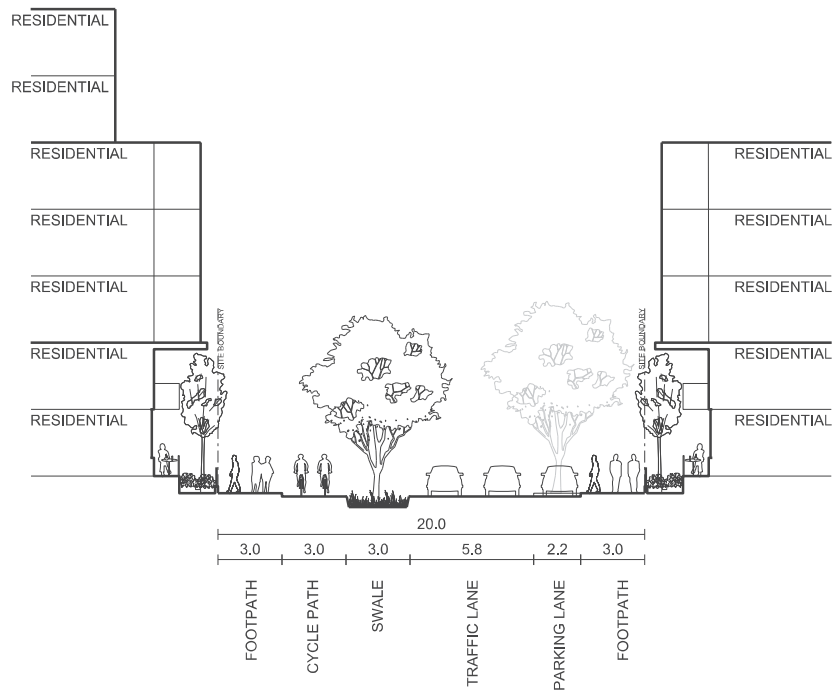 RESIDENTIAL
RESIDENTIAL
RESIDENTIAL
RESIDENTIAL
RESIDENTIAL
RESIDENTIAL
RESIDENTIAL
RESIDENTIAL
RESIDENTIAL
RESIDENTIAL
RESIDENTIAL
RESIDENTIAL
SITE BOUNDARY
SITE BOUNDARY
20.0
3.0 3.0 3.0 5.8 2.2 3.0
FOOTPATH
CYCLE PATH
SWALE
TRAFFIC LANE
PARKING LANE
FOOTPATH